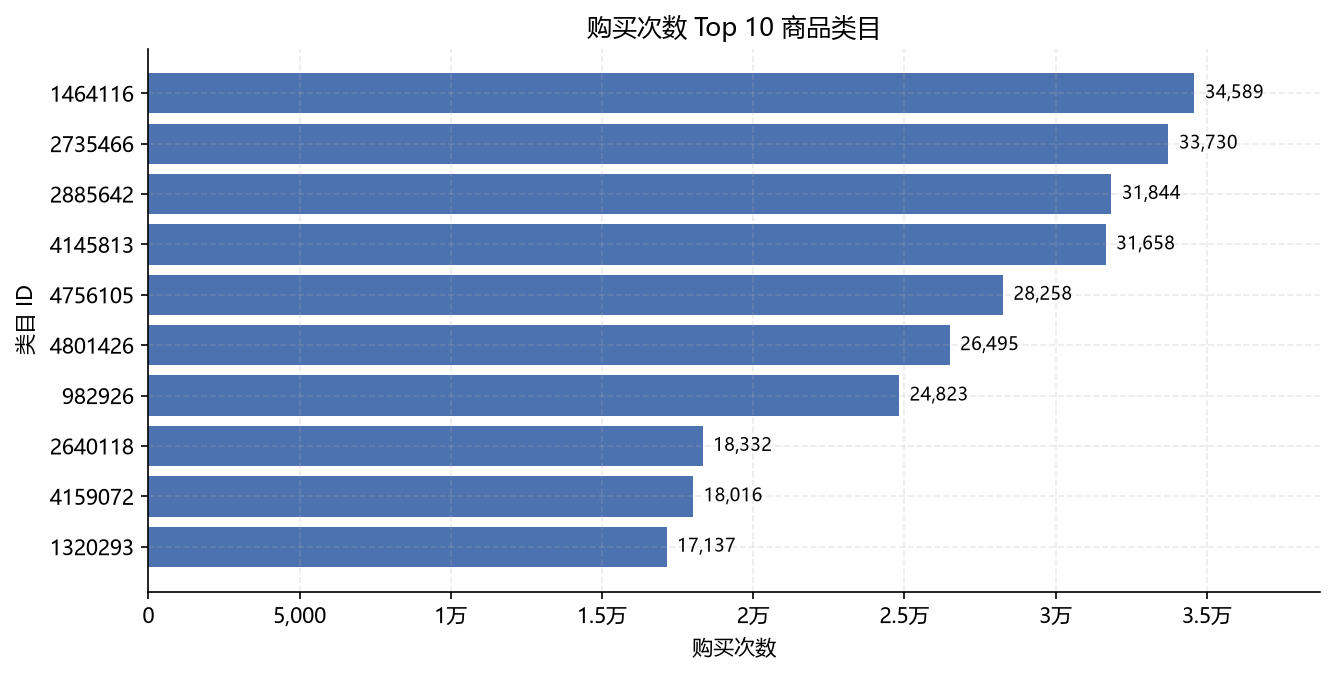 购买次数 Top 10 商品类目
类目 ID
1464116 34,589
2735466 33,730
2885642 31,844
4145813 31,658
4756105 28,258
4801426 26,495
982926 24,823
2640118 18,332
4159072 18,016
1320293 17,137
0 5,000 1万 1.5万 2万 2.5万 3万 3.5万
购买次数